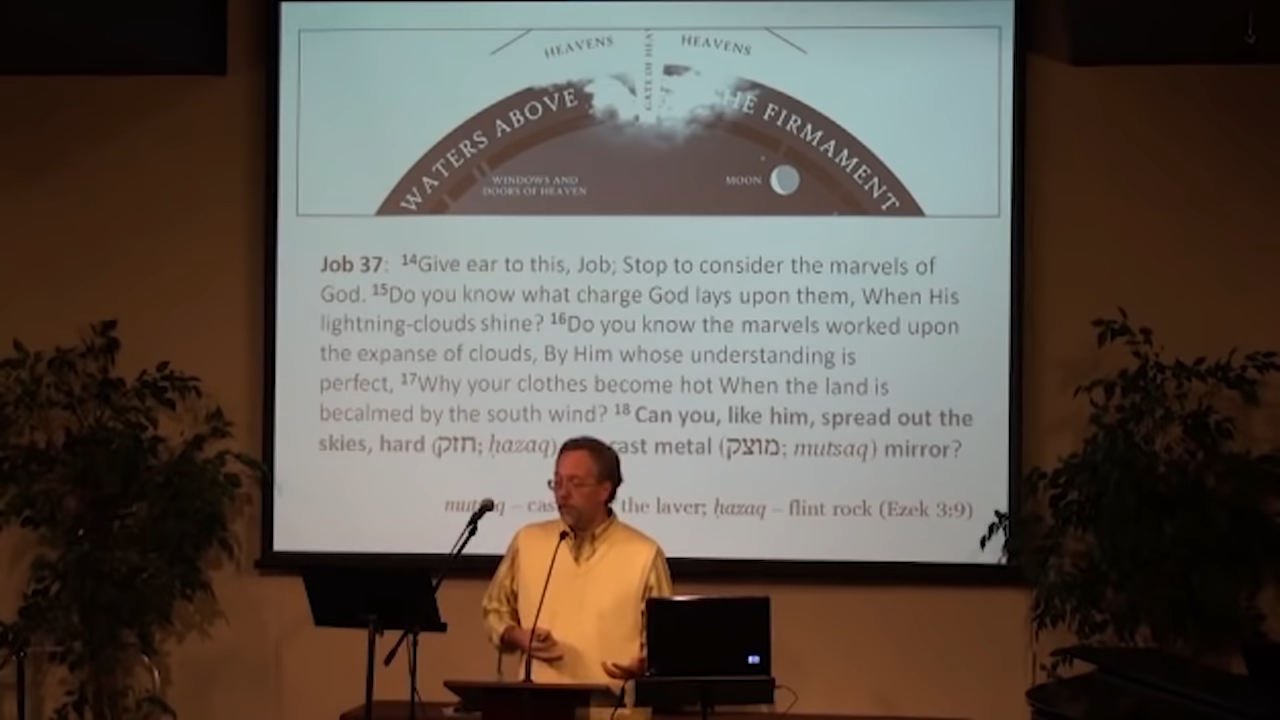 HEAVENS HEAVENS
GATE OF HEA
WATERS ABOVE HE FIRMAMENT
WINDOWS AND
DOORS OF HEAVEN
MOON
Job 37: ¹⁴Give ear to this, Job; Stop to consider the marvels of
God. ¹⁵Do you know what charge God lays upon them, When His
lightning-clouds shine? ¹⁶Do you know the marvels worked upon
the expanse of clouds, By Him whose understanding is
perfect, ¹⁷Why your clothes become hot When the land is
becalmed by the south wind? ¹⁸ Can you, like him, spread out the
skies, hard (חזק; ḥazaq) cast metal (מוצק; mutsaq) mirror?
the laver; ḥazaq – flint rock (Ezek 3:9)